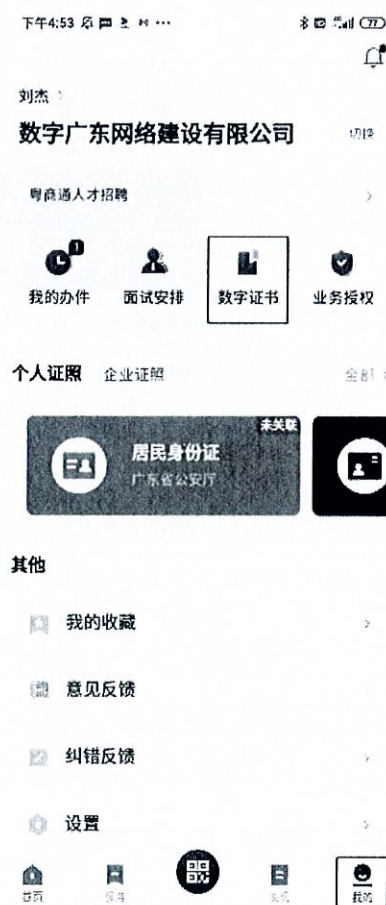 下午4:53
77
刘杰 >
数字广东网络建设有限公司 切换
粤商通人才招聘 >
1
我的办件 面试安排 数字证书 业务授权
个人证照 企业证照 全部 >
未关联
居民身份证
广东省公安厅
其他
我的收藏 >
意见反馈
纠错反馈 >
设置 >
首页 我的